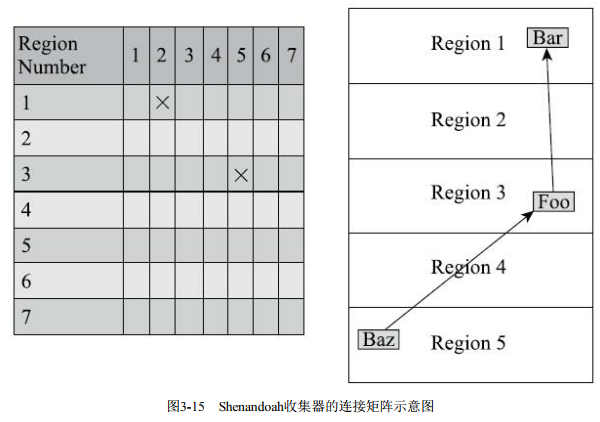 Region Number 1 2 3 4 5 6 7
1 ×
2
3 ×
4
5
6
7
Region 1 Bar
Region 2
Region 3 Foo
Region 4
Baz Region 5
图3-15 Shenandoah收集器的连接矩阵示意图